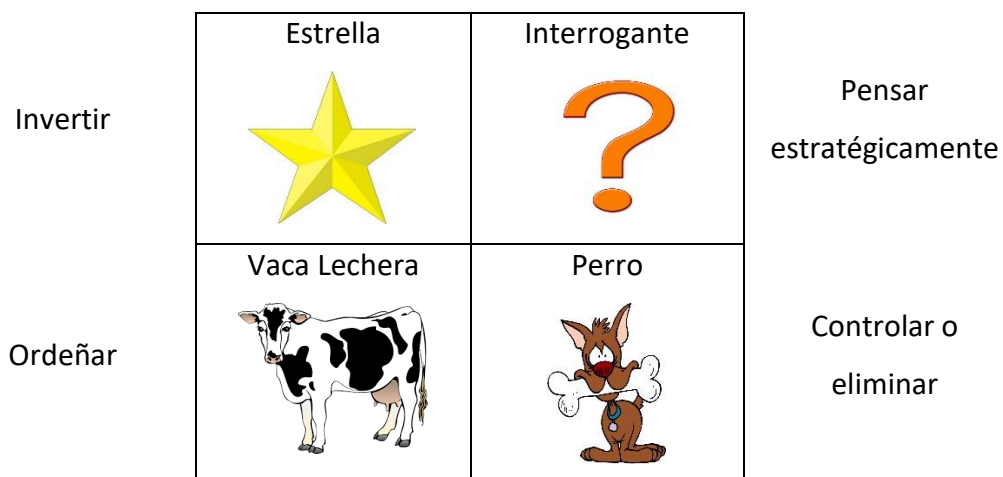 Estrella
Interrogante
Invertir
Pensar
estratégicamente
Vaca Lechera
Perro
Ordeñar
Controlar o
eliminar